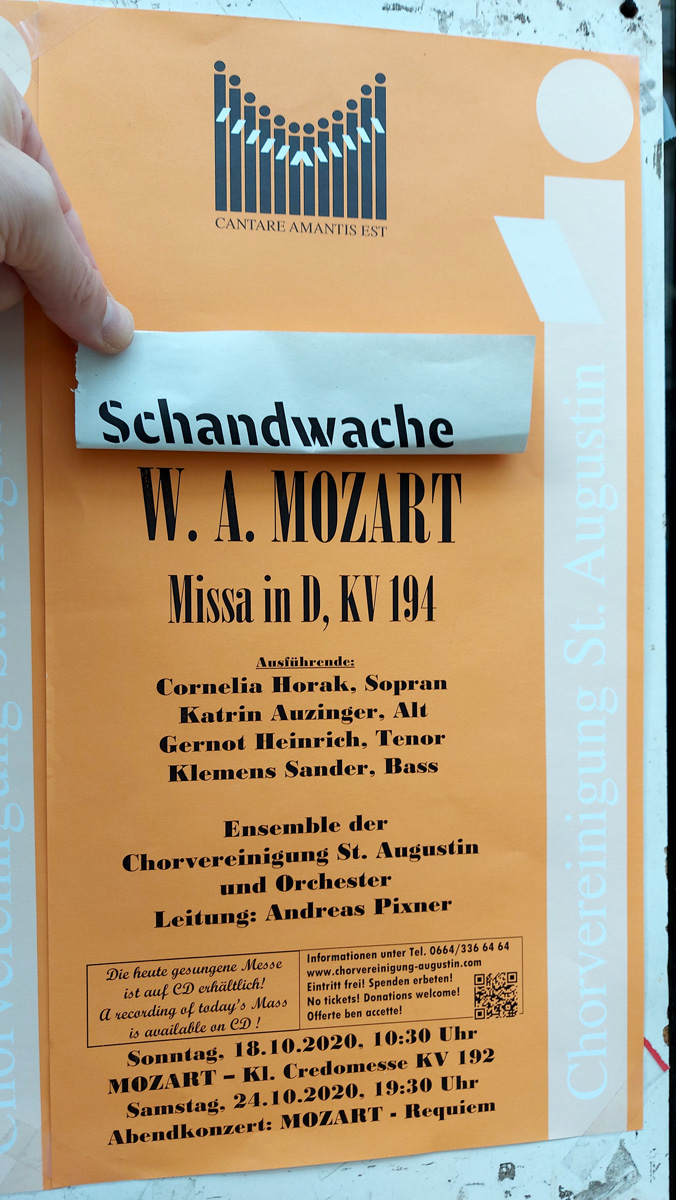 CANTARE AMANTIS EST
Schandwache
W. A. MOZART
Missa in D, KV 194
Ausführende:
Cornelia Horak, Sopran
Katrin Auzinger, Alt
Gernot Heinrich, Tenor
Klemens Sander, Bass
Ensemble der
Chorvereinigung St. Augustin
und Orchester
Leitung: Andreas Pixner
Die heute gesungene Messe
ist auf CD erhältlich!
A recording of today's Mass
is available on CD !
Informationen unter Tel. 0664/336 64 64
www.chorvereinigung-augustin.com
Eintritt frei! Spenden erbeten!
No tickets! Donations welcome!
Offerte ben accette!
Sonntag, 18.10.2020, 10:30 Uhr
MOZART – Kl. Credomesse KV 192
Samstag, 24.10.2020, 19:30 Uhr
Abendkonzert: MOZART - Requiem
Chorvereinigung St. Augustin